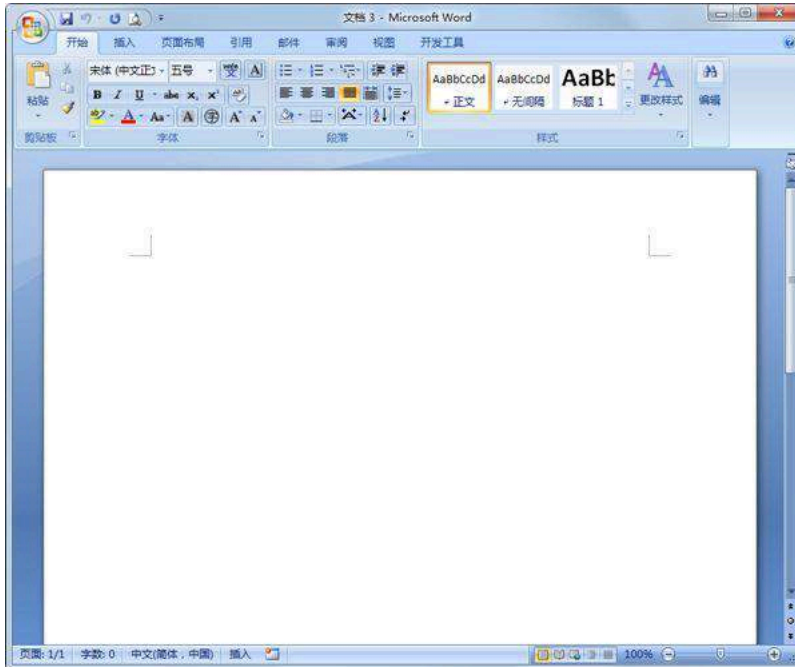 文档 3 - Microsoft Word
开始 插入 页面布局 引用 邮件 审阅 视图 开发工具
宋体 (中文正 五号
粘贴
B I U abc x₂ x²
AaBbCcDd AaBbCcDd AaBb
正文 无间隔 标题 1
更改样式 编辑
剪贴板 字体 段落 样式
页面: 1/1 字数: 0 中文(简体,中国) 插入 100%